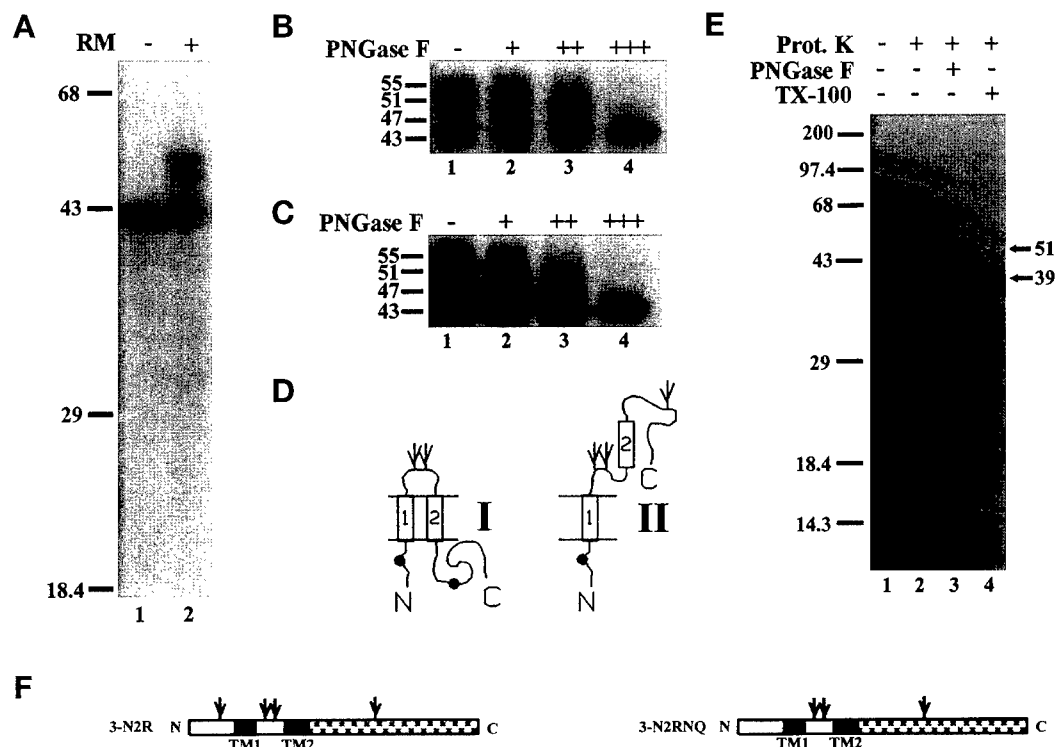 A
RM - +
68
43
29
18.4
1 2
B
PNGase F - + ++ +++
55
51
47
43
1 2 3 4
C
PNGase F - + ++ +++
55
51
47
43
1 2 3 4
D
1 2 I
N C
1 2 II
N C
E
Prot. K - + + +
PNGase F - - + -
TX-100 - - - +
200
97.4
68
43
29
18.4
14.3
51
39
1 2 3 4
F
3-N2R N C
TM1 TM2
3-N2RNQ N C
TM1 TM2